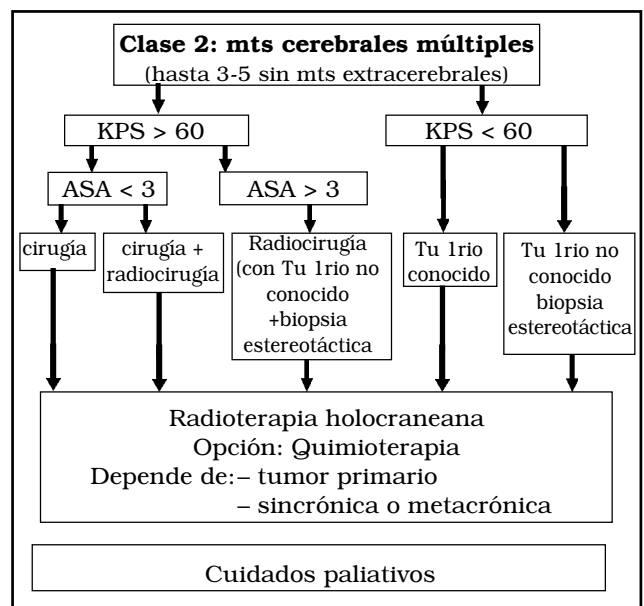 Clase 2: mts cerebrales múltiples
(hasta 3-5 sin mts extracerebrales)
KPS > 60
KPS < 60
ASA < 3
ASA > 3
cirugía
cirugía +
radiocirugía
Radiocirugía
(con Tu 1rio no
conocido
+biopsia
estereotáctica
Tu 1rio
conocido
Tu 1rio no
conocido
biopsia
estereotáctica
Radioterapia holocraneana
Opción: Quimioterapia
Depende de: – tumor primario
– sincrónica o metacrónica
Cuidados paliativos